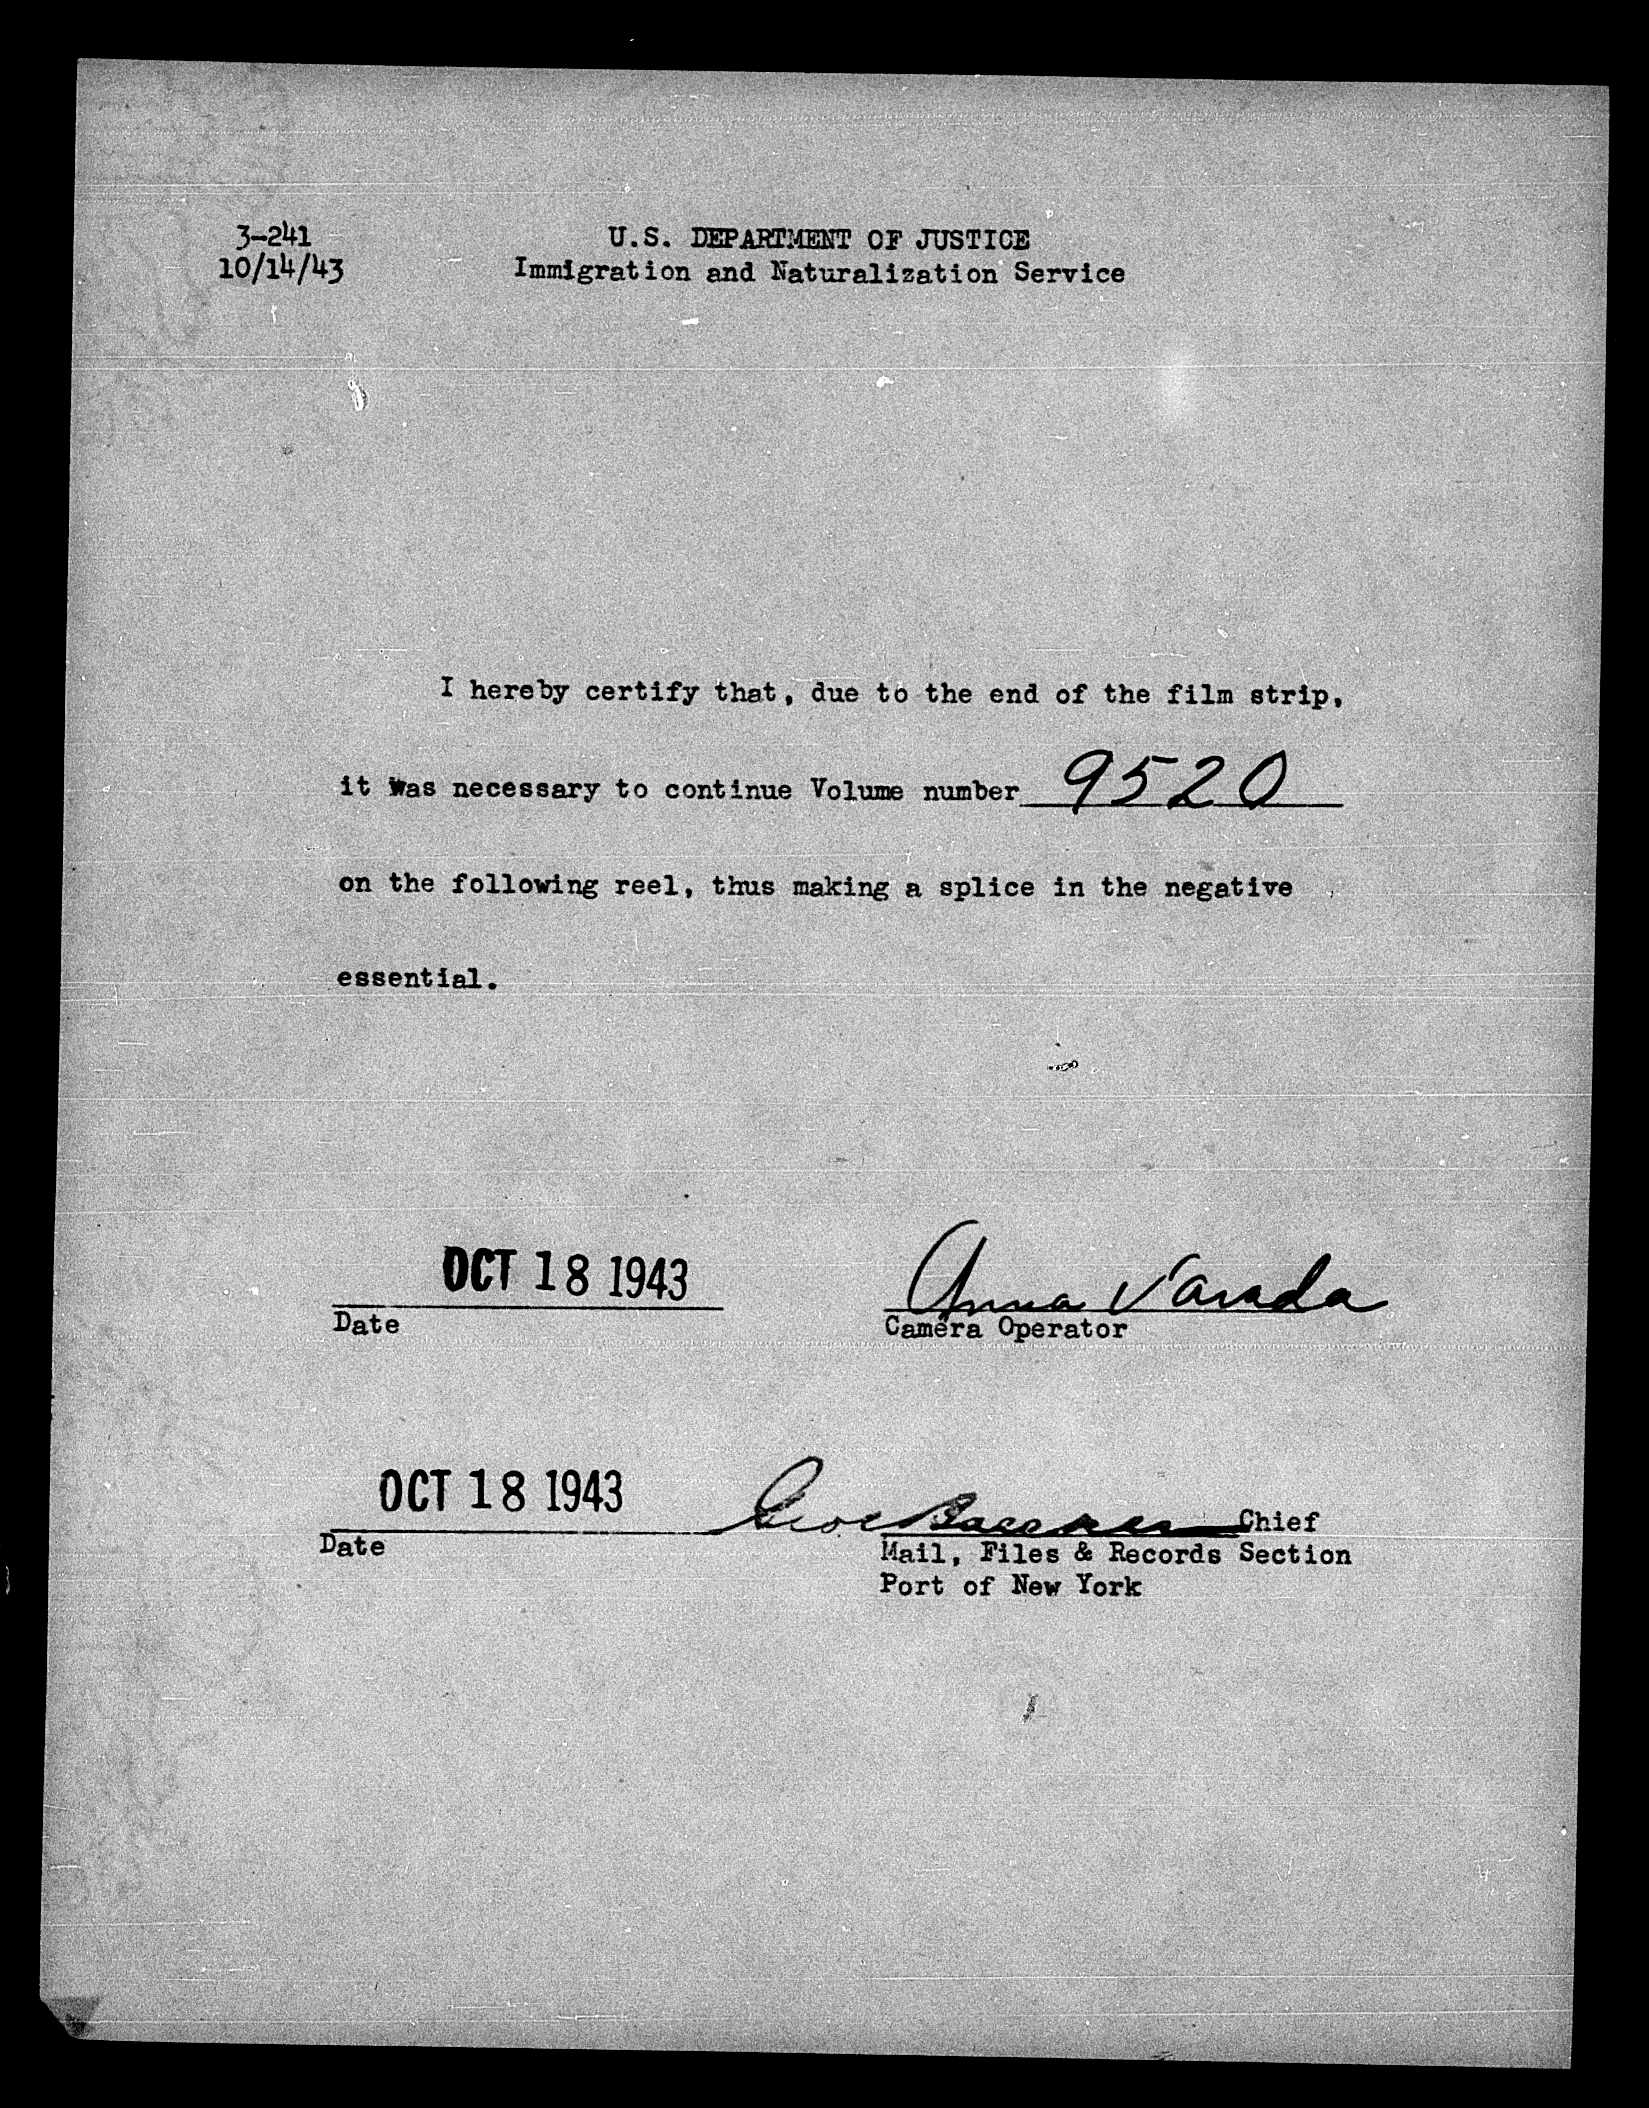 3-241
10/14/43
U.S. DEPARTMENT OF JUSTICE
Immigration and Naturalization Service
I hereby certify that, due to the end of the film strip,
it was necessary to continue Volume number 9520
on the following reel, thus making a splice in the negative
essential.
OCT 18 1943
Date
Anna Varada
Camera Operator
OCT 18 1943
Date
Chief
Mail, Files & Records Section
Port of New York